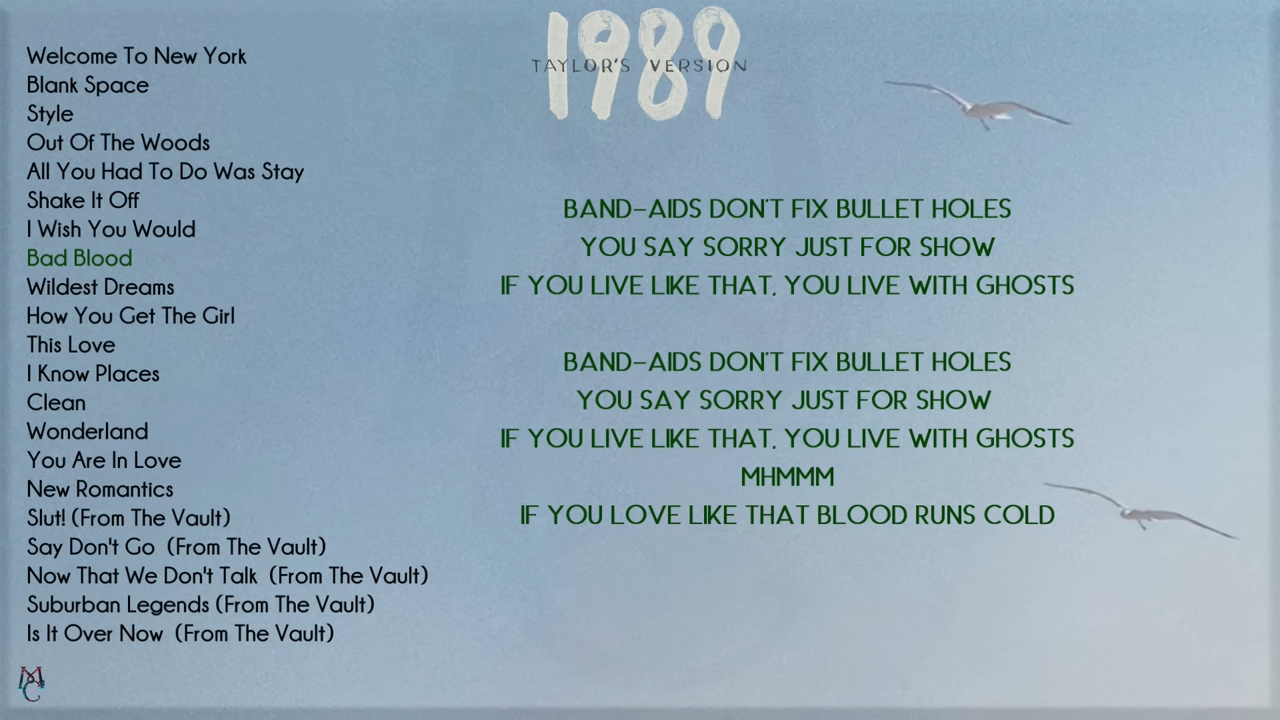 1989
TAYLOR'S VERSION
Welcome To New York
Blank Space
Style
Out Of The Woods
All You Had To Do Was Stay
Shake It Off
I Wish You Would
Bad Blood
Wildest Dreams
How You Get The Girl
This Love
I Know Places
Clean
Wonderland
You Are In Love
New Romantics
Slut! (From The Vault)
Say Don't Go (From The Vault)
Now That We Don't Talk (From The Vault)
Suburban Legends (From The Vault)
Is It Over Now (From The Vault)
BAND-AIDS DON'T FIX BULLET HOLES
YOU SAY SORRY JUST FOR SHOW
IF YOU LIVE LIKE THAT, YOU LIVE WITH GHOSTS
BAND-AIDS DON'T FIX BULLET HOLES
YOU SAY SORRY JUST FOR SHOW
IF YOU LIVE LIKE THAT, YOU LIVE WITH GHOSTS
MHMMM
IF YOU LOVE LIKE THAT BLOOD RUNS COLD